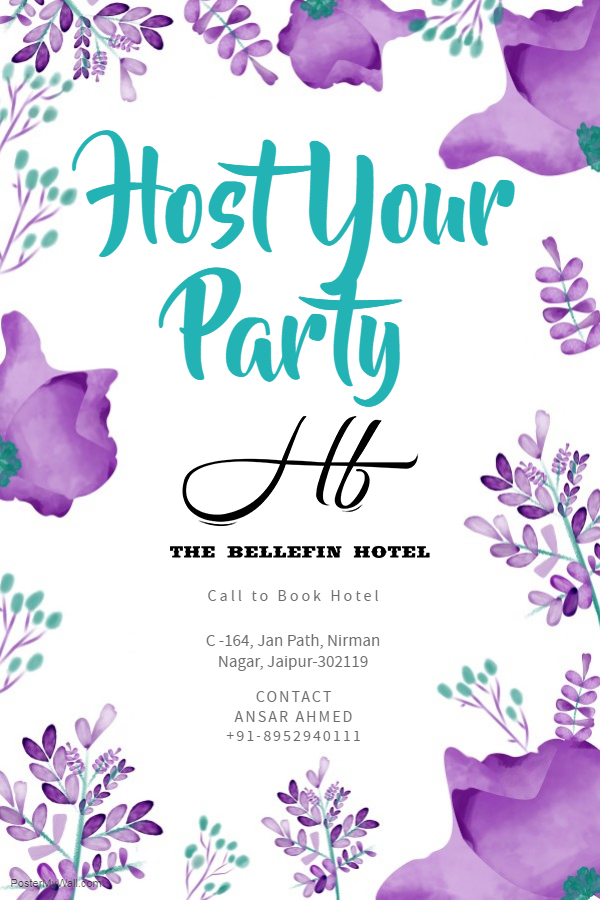 Host Your
Party
Hb
THE BELLEFIN HOTEL
Call to Book Hotel
C -164, Jan Path, Nirman
Nagar, Jaipur-302119
CONTACT
ANSAR AHMED
+91-8952940111
PosterMyWall.com